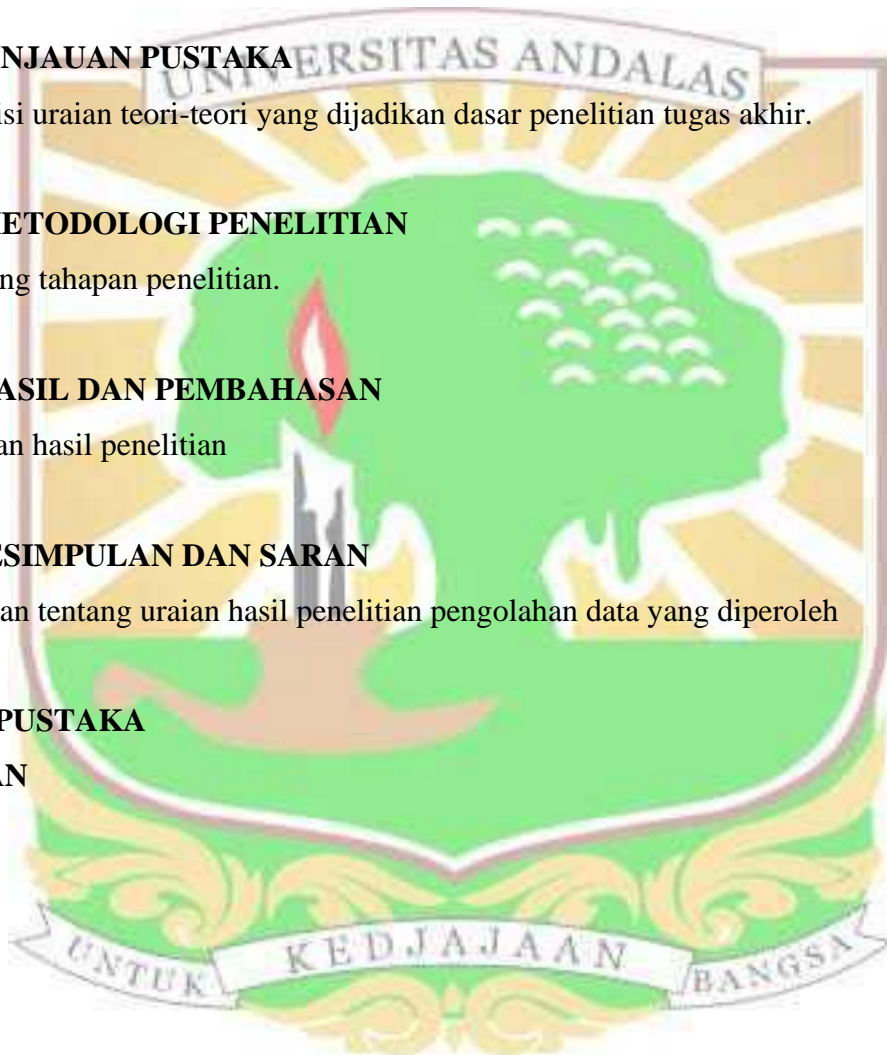 UNIVERSITAS ANDALAS
NJAUAN PUSTAKA
isi uraian teori-teori yang dijadikan dasar penelitian tugas akhir.
ETODOLOGI PENELITIAN
ng tahapan penelitian.
ASIL DAN PEMBAHASAN
an hasil penelitian
ESIMPULAN DAN SARAN
an tentang uraian hasil penelitian pengolahan data yang diperoleh
PUSTAKA
AN
UNTUK KEDJAJAAN BANGSA